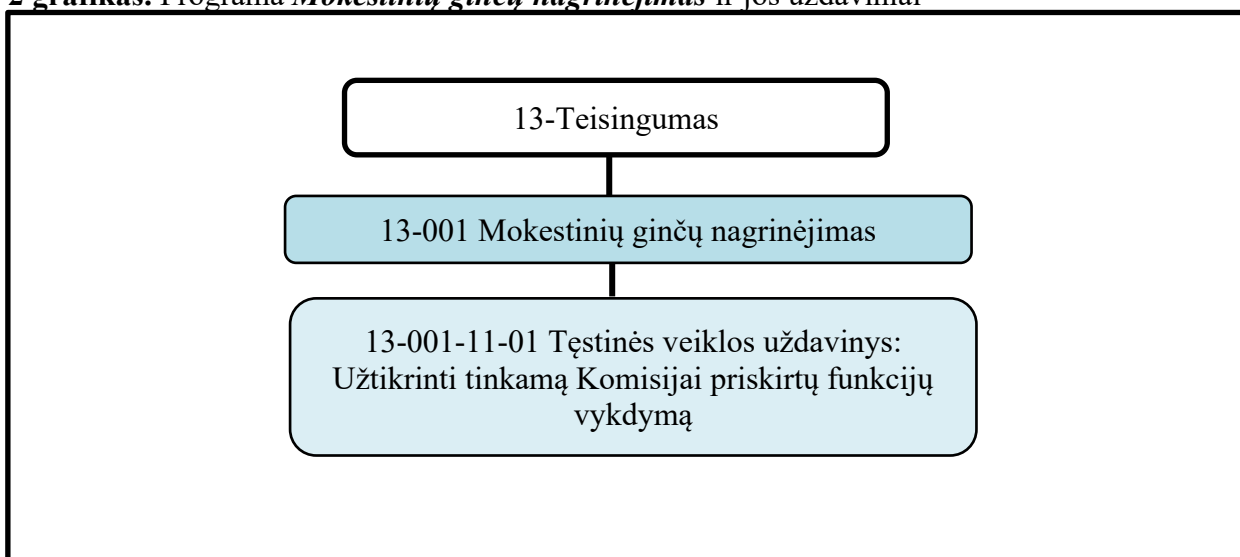 2 grafikas. Programa Mokestinių ginčų nagrinėjimas ir jos uždaviniai
13-Teisingumas
13-001 Mokestinių ginčų nagrinėjimas
13-001-11-01 Tęstinės veiklos uždavinys:
Užtikrinti tinkamą Komisijai priskirtų funkcijų
vykdymą